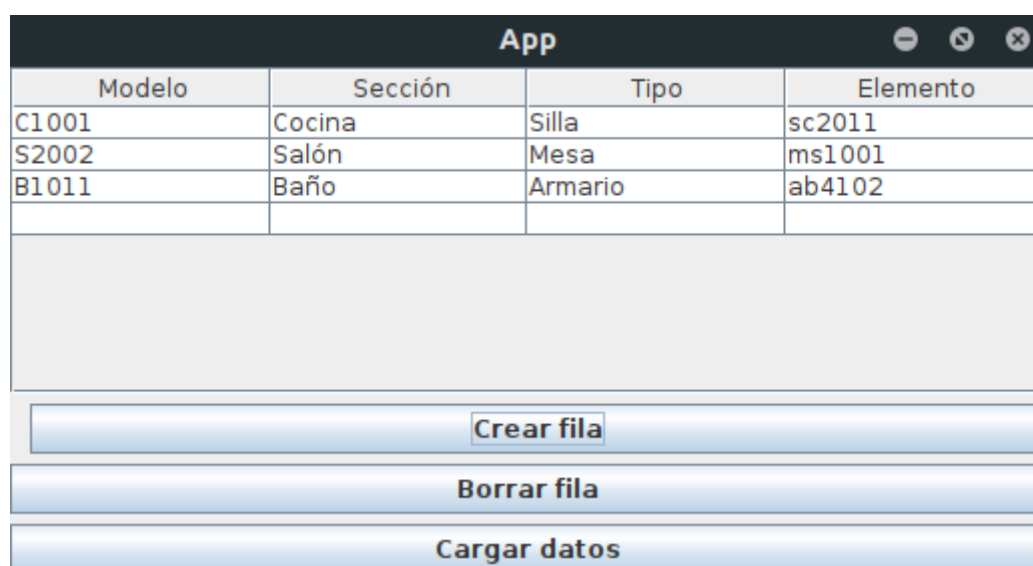 App
Modelo Sección Tipo Elemento
C1001 Cocina Silla sc2011
S2002 Salón Mesa ms1001
B1011 Baño Armario ab4102
Crear fila
Borrar fila
Cargar datos